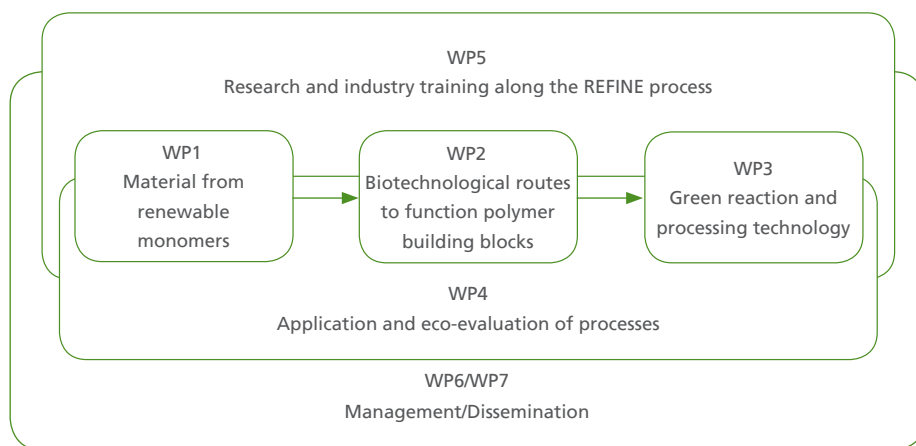 WP5
Research and industry training along the REFINE process
WP1
Material from
renewable
monomers
WP2
Biotechnological routes
to function polymer
building blocks
WP3
Green reaction and
processing technology
WP4
Application and eco-evaluation of processes
WP6/WP7
Management/Dissemination